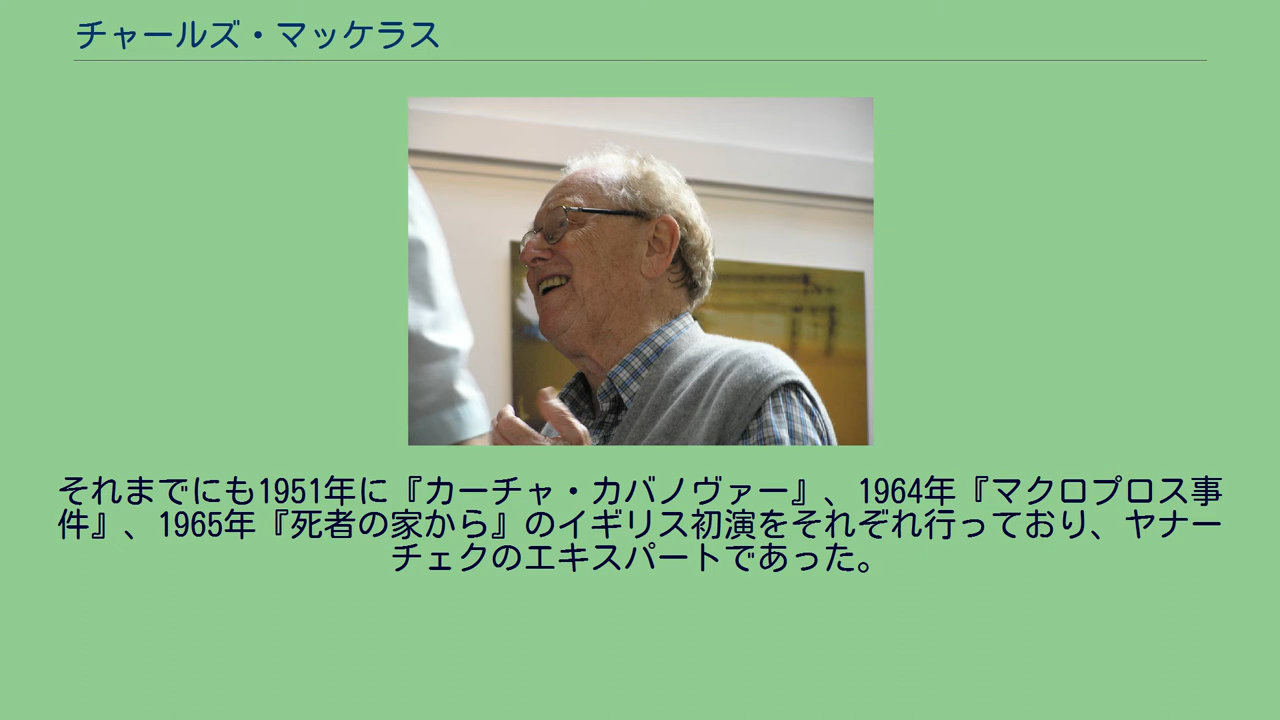 チャールズ・マッケラス
それまでにも1951年に『カーチャ・カバノヴァー』、1964年『マクロプロス事
件』、1965年『死者の家から』のイギリス初演をそれぞれ行っており、ヤナー
チェクのエキスパートであった。